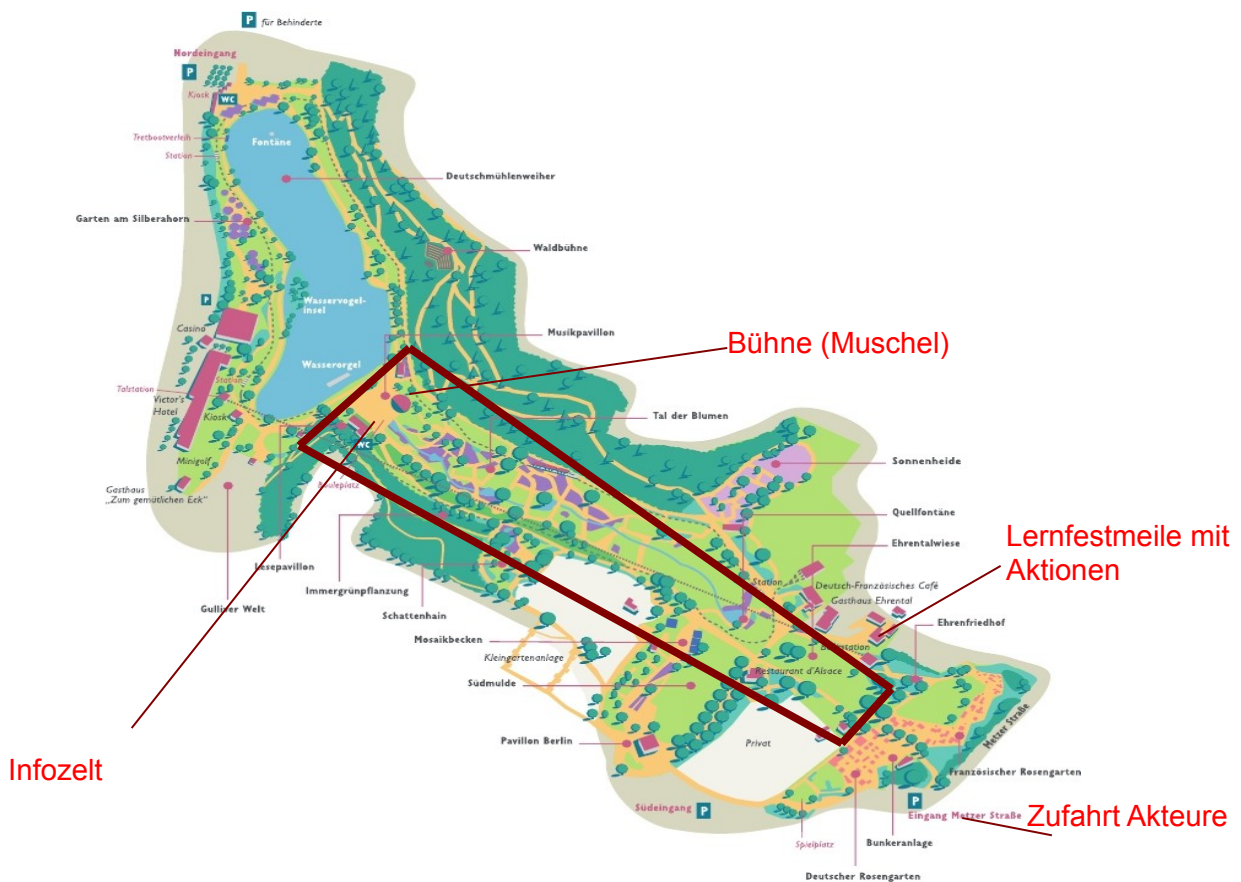 P für Behinderte
Nordeingang
P
Kiosk
WC
Tretbootverleih
Station
Fontäne
Deutschmühlenweiher
Garten am Silberahorn
Waldbühne
P
Wasservogel-
insel
Casino
Musikpavillon
Bühne (Muschel)
Wasserorgel
Station
Talstation
Victor's
Hotel
Kiosk
Tal der Blumen
WC
Minigolf
Sonnenheide
Bouleplatz
Gasthaus
„Zum gemütlichen Eck“
Quellfontäne
Lernfestmeile mit
Aktionen
Ehrentalwiese
Lesepavillon
Station
Deutsch-Französisches Café
Immergrünpflanzung
Gasthaus Ehrental
Gulliver Welt
Schattenhain
Ehrenfriedhof
Mosaikbecken
Kleingartenanlage
Restaurant d'Alsace
Südmulde
Metzer Straße
Pavillon Berlin
Privat
Infozelt
Französischer Rosengarten
Südeingang P
P
Eingang Metzer Straße
Zufahrt Akteure
Spielplatz
Bunkeranlage
Deutscher Rosengarten